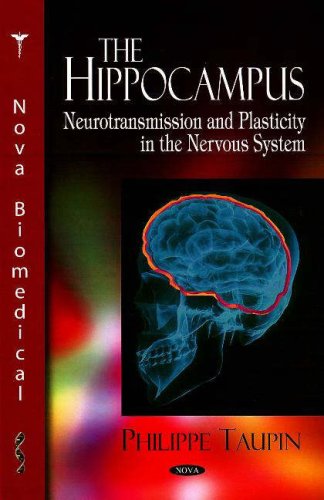 THE
HIPPOCAMPUS
Neurotransmission and Plasticity
in the Nervous System
Nova Biomedical
PHILIPPE TAUPIN
NOVA